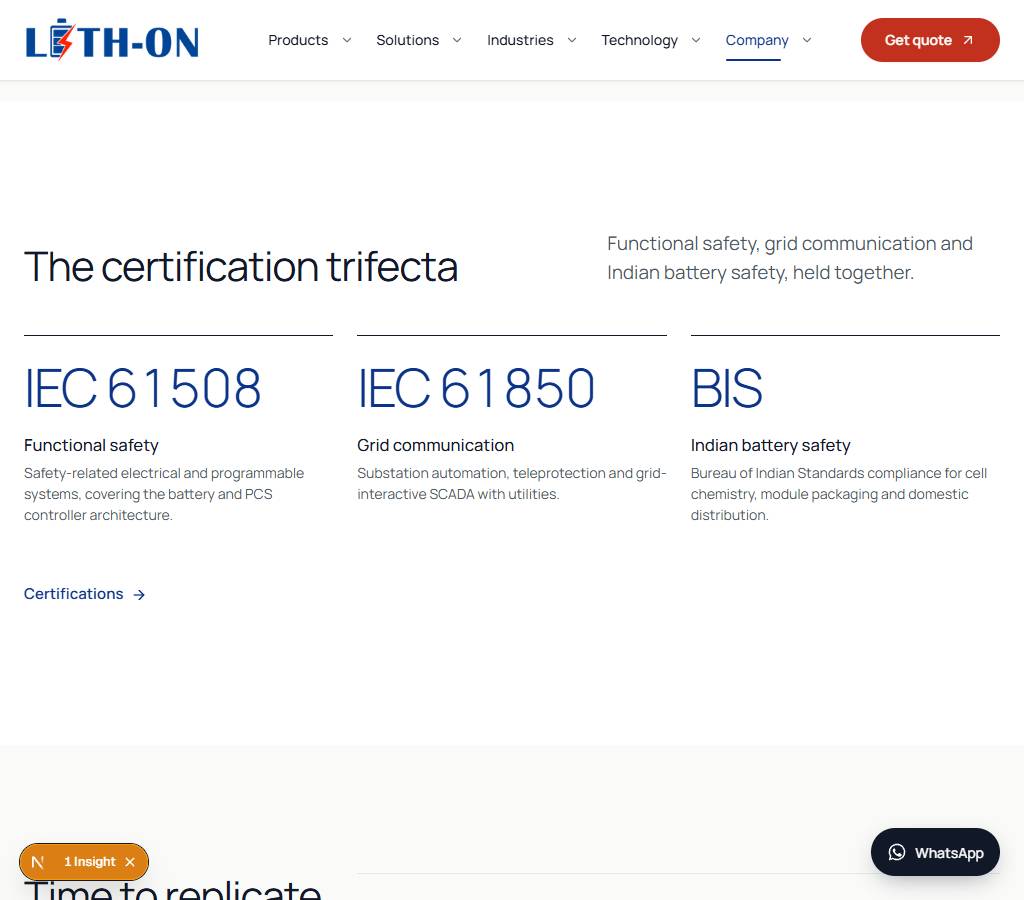 LITH-ON
Products
Solutions
Industries
Technology
Company
Get quote
The certification trifecta
Functional safety, grid communication and
Indian battery safety, held together.
IEC 61508
Functional safety
Safety-related electrical and programmable
systems, covering the battery and PCS
controller architecture.
IEC 61850
Grid communication
Substation automation, teleprotection and grid-
interactive SCADA with utilities.
BIS
Indian battery safety
Bureau of Indian Standards compliance for cell
chemistry, module packaging and domestic
distribution.
Certifications
N
1 Insight
WhatsApp
Time to replicate